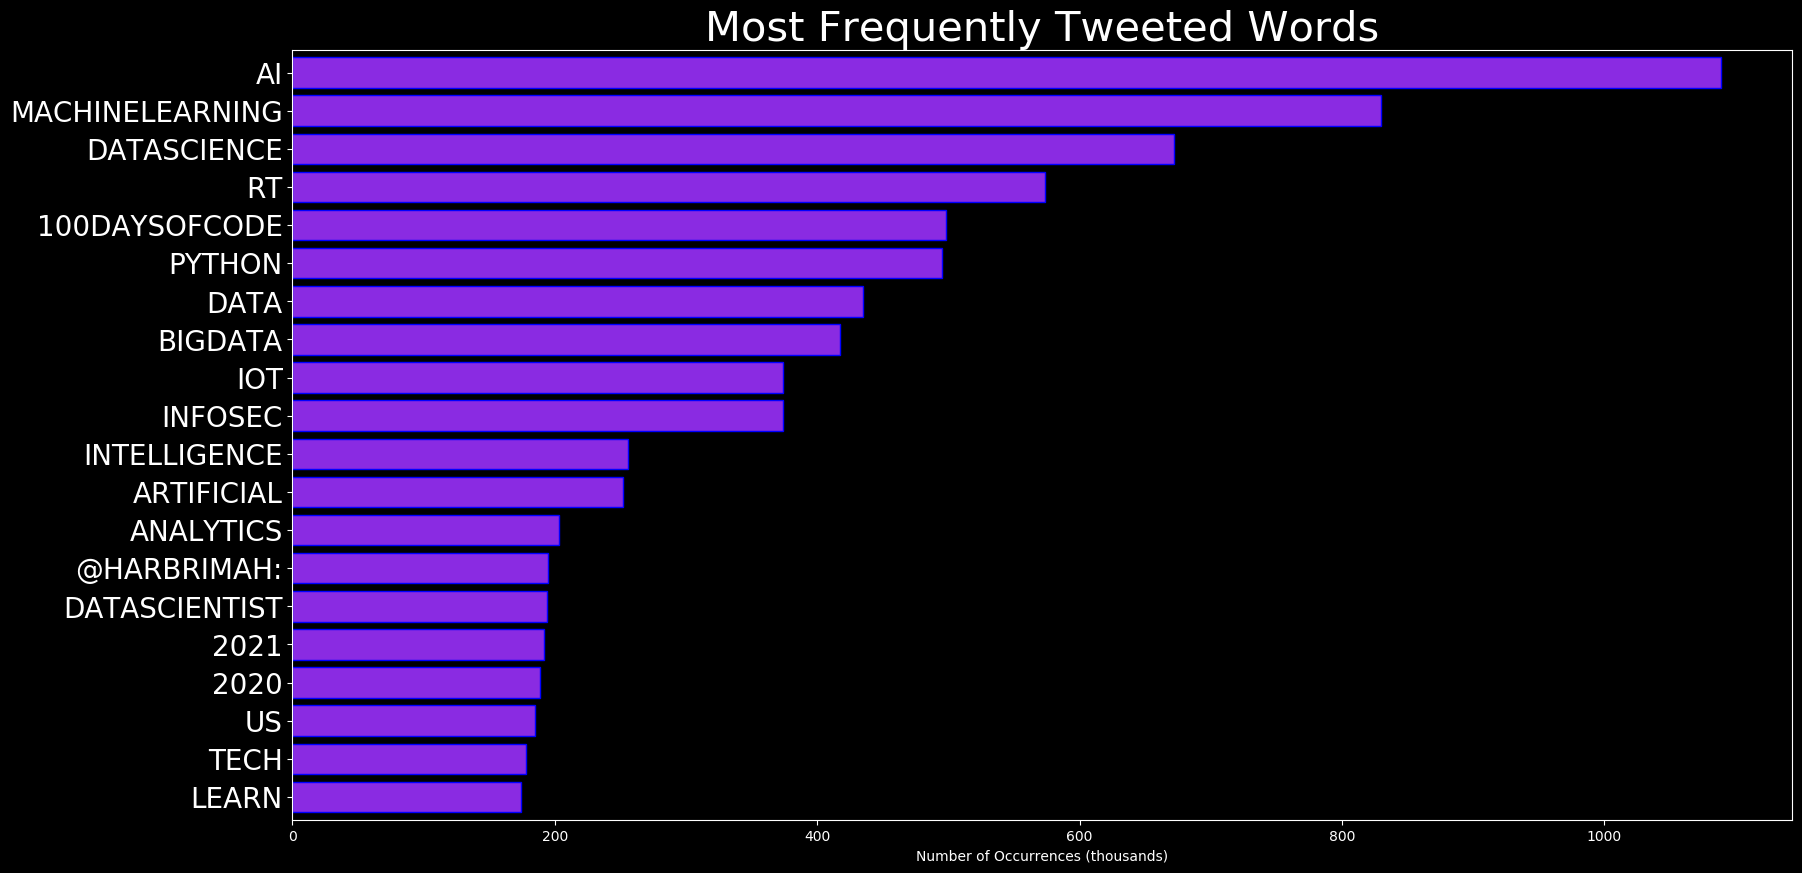 Most Frequently Tweeted Words
AI
MACHINELEARNING
DATASCIENCE
RT
100DAYSOFCODE
PYTHON
DATA
BIGDATA
IOT
INFOSEC
INTELLIGENCE
ARTIFICIAL
ANALYTICS
@HARBRIMAH:
DATASCIENTIST
2021
2020
US
TECH
LEARN
0 200 400 600 800 1000
Number of Occurrences (thousands)